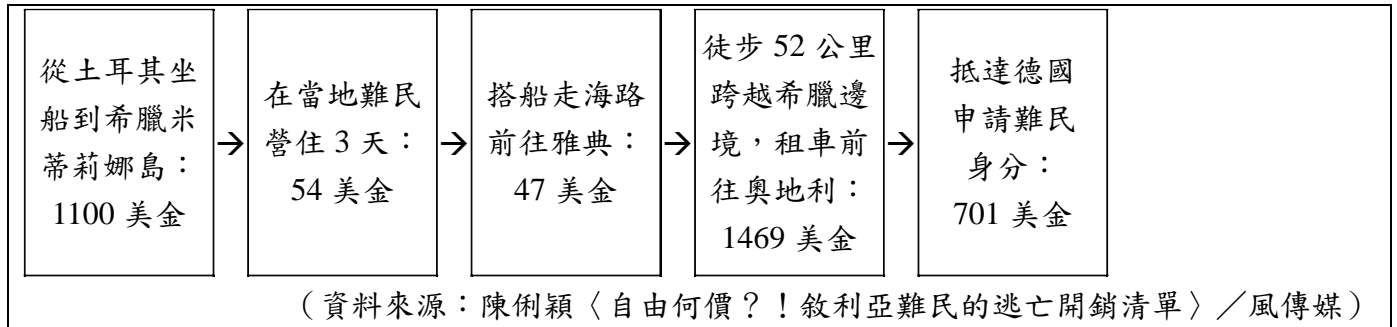 從土耳其坐
船到希臘米
蒂莉娜島：
1100 美金
→
在當地難民
營住 3 天：
54 美金
→
搭船走海路
前往雅典：
47 美金
→
徒步 52 公里
跨越希臘邊
境，租車前
往奧地利：
1469 美金
→
抵達德國
申請難民
身分：
701 美金
（資料來源：陳俐穎〈自由何價？！敘利亞難民的逃亡開銷清單〉／風傳媒）